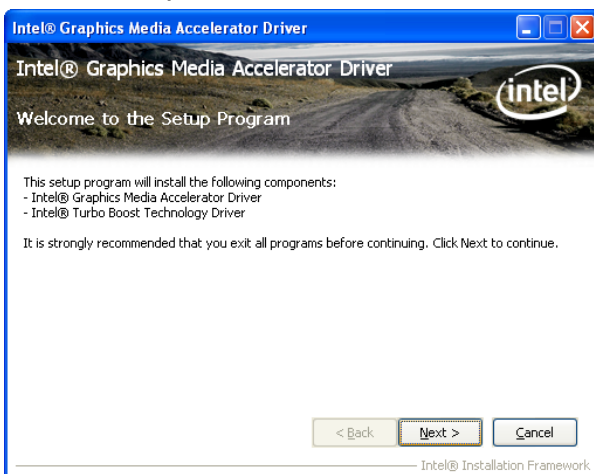 Intel® Graphics Media Accelerator Driver
Intel® Graphics Media Accelerator Driver
intel
Welcome to the Setup Program
This setup program will install the following components:
- Intel® Graphics Media Accelerator Driver
- Intel® Turbo Boost Technology Driver
It is strongly recommended that you exit all programs before continuing. Click Next to continue.
< Back Next > Cancel
Intel® Installation Framework